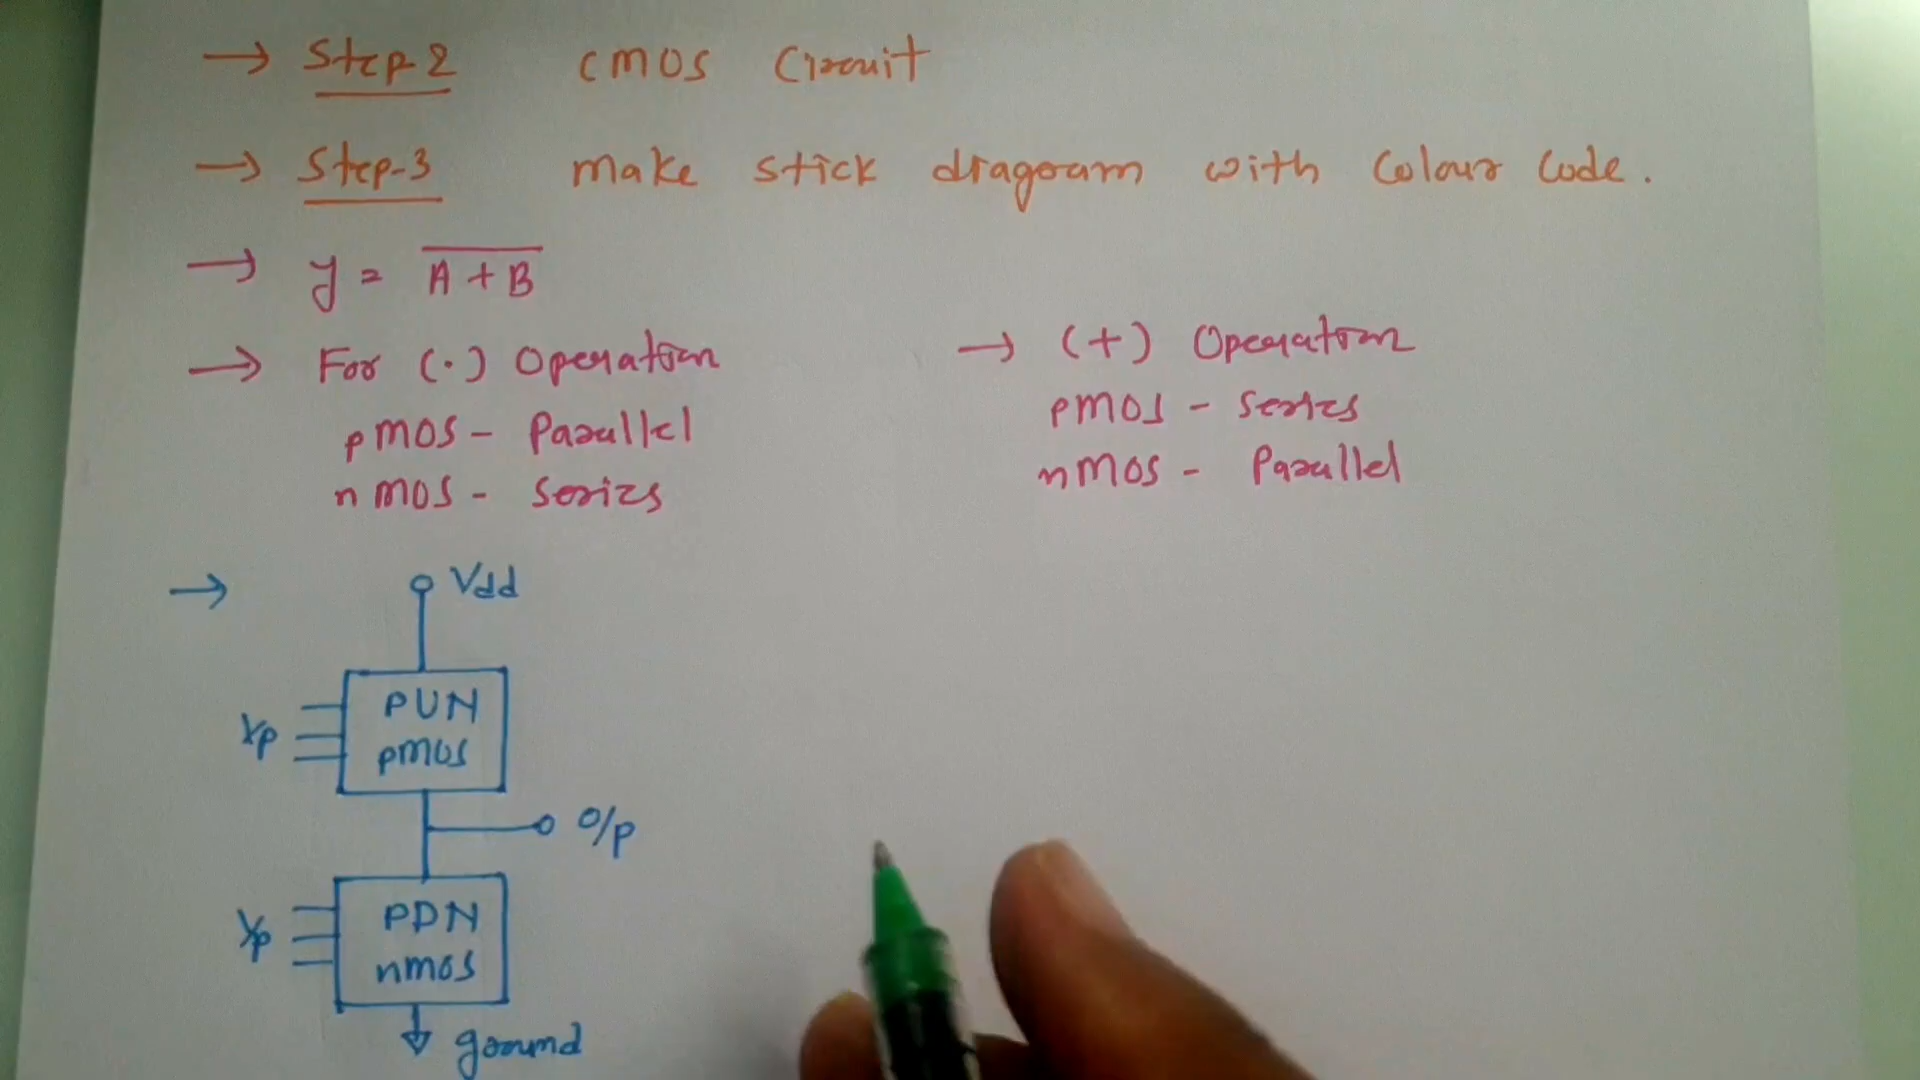 → Step-2 CMOS Circuit
→ Step-3 Make stick diagram with Colour Code.
→ y = \overline{A + B}
→ For (·) Operation
pMOS - Parallel
nMOS - Series
→ (+) Operation
pMOS - Series
nMOS - Parallel
→ Vdd
PUN
I/p
pMOS
O/p
PDN
I/p
nMOS
ground